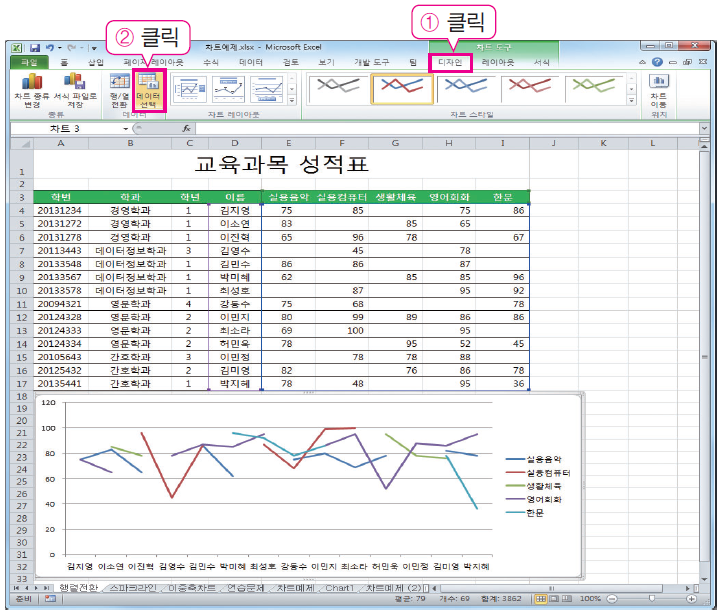 ② 클릭
① 클릭
차트예제.xlsx - Microsoft Excel
차트 도구
파일 홈 삽입 페이지 레이아웃 수식 데이터 검토 보기 개발 도구 팀 디자인 레이아웃 서식
차트 종류 변경
서식 파일로 저장
행/열 전환
데이터 선택
차트 이동
종류 데이터 차트 레이아웃 차트 스타일 위치
차트 3 fx
A B C D E F G H I J K L
1 교육과목 성적표
2
3 학번 학과 학년 이름 실용음악 실용컴퓨터 생활체육 영어회화 한문
4 20131234 경영학과 1 김지영 75 85 75 86
5 20131272 경영학과 1 이소연 83 85 65
6 20131278 경영학과 1 이진혁 65 96 78 67
7 20113443 데이터정보학과 3 김영수 45 78
8 20133548 데이터정보학과 1 김민수 86 86 87
9 20133567 데이터정보학과 1 박미혜 62 85 85 96
10 20133578 데이터정보학과 1 최성호 87 95 92
11 20094321 영문학과 4 강동수 75 68 78
12 20124328 영문학과 2 이민지 80 99 89 86 86
13 20124333 영문학과 2 최소라 69 100 95
14 20124334 영문학과 2 허민욱 78 95 52 45
15 20105643 간호학과 3 이민정 78 78 88
16 20125432 간호학과 2 김미영 82 76 86 78
17 20135441 간호학과 1 박지혜 78 48 95 36
18
19
20
21
22
23
24
25
26
27
28
29
30
31
32
33
120
100
80
60
40
20
0
김지영 이소연 이진혁 김영수 김민수 박미혜 최성호 강동수 이민지 최소라 허민욱 이민정 김미영 박지혜
실용음악
실용컴퓨터
생활체육
영어회화
한문
행렬전환 스파크라인 이중축차트 연습문제 차트예제 Chart1 차트예제 (2)
준비 평균: 79 개수: 69 합계: 3862 100%